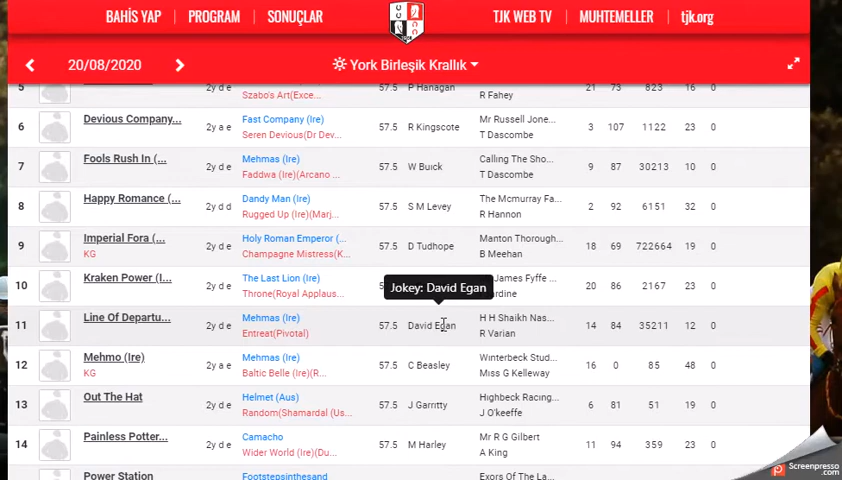 BAHİS YAP
PROGRAM
SONUÇLAR
TJK WEB TV
MUHTEMELLER
tjk.org
20/08/2020
York Birleşik Krallık
5 2y d e Szabo's Art(Exce... 57.5 P Hanagan R Fahey 21 73 823 16 0
6 Devious Company... 2y a e Fast Company (Ire) 57.5 R Kingscote Mr Russell Jone... 3 107 1122 23 0
Seren Devious(Dr Dev... T Dascombe
7 Fools Rush In (... 2y d e Mehmas (Ire) 57.5 W Buick Calling The Sho... 9 87 30213 10 0
Faddwa (Ire)(Arcano ... T Dascombe
8 Happy Romance (... 2y d d Dandy Man (Ire) 57.5 S M Levey The Mcmurray Fa... 2 92 6151 32 0
Rugged Up (Ire)(Marj... R Hannon
9 Imperial Fora (... 2y d e Holy Roman Emperor (... 57.5 D Tudhope Manton Thorough... 18 69 722664 19 0
KG Champagne Mistress(K... B Meehan
10 Kraken Power (I... 2y d e The Last Lion (Ire) James Fyffe ... 20 86 2167 23 0
Throne(Royal Applaus... ardine
Jokey: David Egan
11 Line Of Departu... 2y d e Mehmas (Ire) 57.5 David Egan H H Shaikh Nas... 14 84 35211 12 0
Entreat(Pivotal) R Varian
12 Mehmo (Ire) 2y a e Mehmas (Ire) 57.5 C Beasley Winterbeck Stud... 16 0 85 48 0
KG Baltic Belle (Ire)(R... Miss G Kelleway
13 Out The Hat 2y d e Helmet (Aus) 57.5 J Garritty Highbeck Racing... 6 81 51 19 0
Random(Shamardal (Us... J O'keeffe
14 Painless Potter... 2y d e Camacho 57.5 M Harley Mr R G Gilbert 11 94 359 23 0
Wider World (Ire)(Du... A King
Power Station Footstepsinthesand Exors Of The La...
Screenpresso
.com